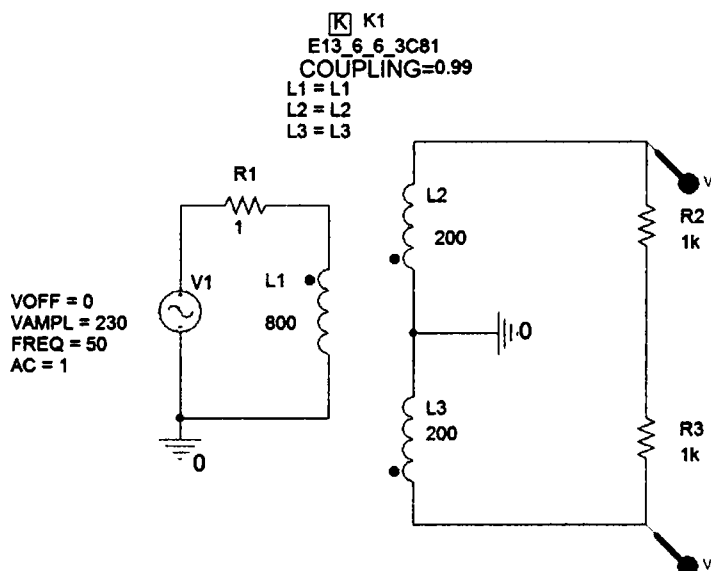 K K1
E13_6_6_3C81
COUPLING=0.99
L1 = L1
L2 = L2
L3 = L3
R1
1
V1
VOFF = 0
VAMPL = 230
FREQ = 50
AC = 1
0
L1
800
L2
200
0
L3
200
V
R2
1k
R3
1k
V